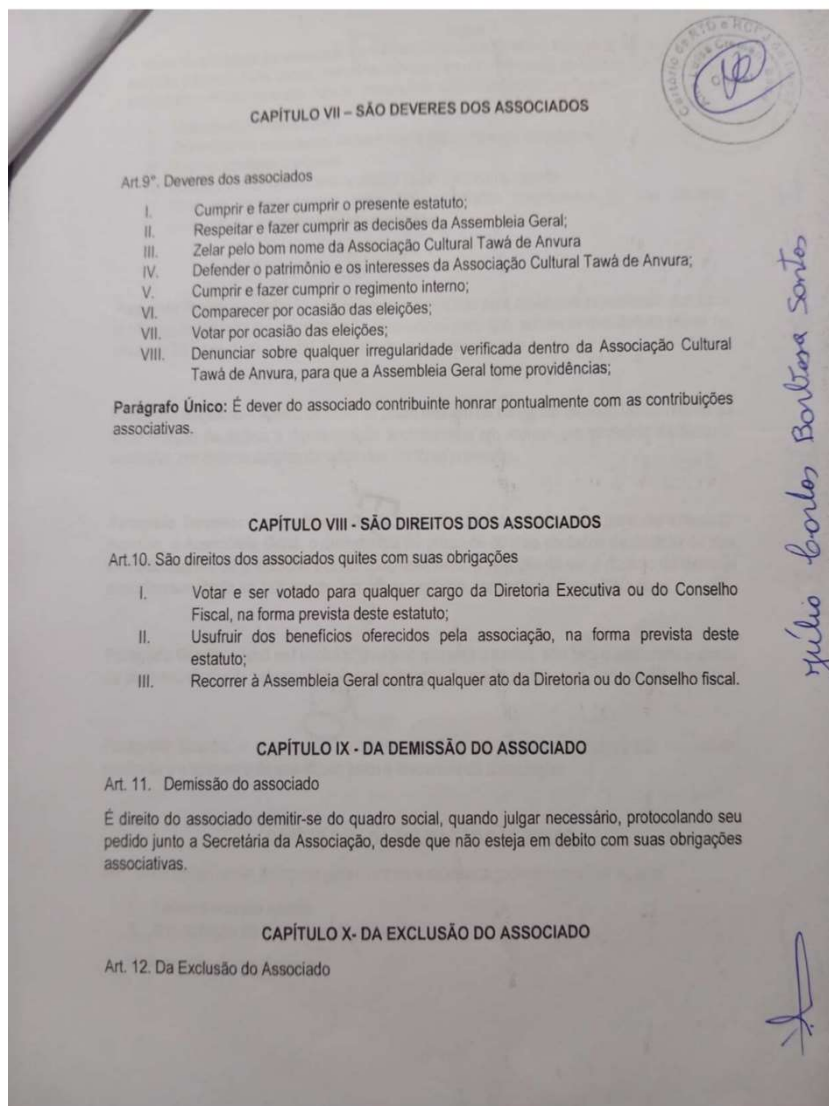 Cartório de RTD e RCPJ
CAPÍTULO VII – SÃO DEVERES DOS ASSOCIADOS
Art.9°. Deveres dos associados
I. Cumprir e fazer cumprir o presente estatuto;
II. Respeitar e fazer cumprir as decisões da Assembleia Geral;
III. Zelar pelo bom nome da Associação Cultural Tawá de Anvura
IV. Defender o patrimônio e os interesses da Associação Cultural Tawá de Anvura;
V. Cumprir e fazer cumprir o regimento interno;
VI. Comparecer por ocasião das eleições;
VII. Votar por ocasião das eleições;
VIII. Denunciar sobre qualquer irregularidade verificada dentro da Associação Cultural
Tawá de Anvura, para que a Assembleia Geral tome providências;
Parágrafo Único: É dever do associado contribuinte honrar pontualmente com as contribuições
associativas.
CAPÍTULO VIII - SÃO DIREITOS DOS ASSOCIADOS
Art.10. São direitos dos associados quites com suas obrigações
I. Votar e ser votado para qualquer cargo da Diretoria Executiva ou do Conselho
Fiscal, na forma prevista deste estatuto;
II. Usufruir dos benefícios oferecidos pela associação, na forma prevista deste
estatuto;
III. Recorrer à Assembleia Geral contra qualquer ato da Diretoria ou do Conselho fiscal.
CAPÍTULO IX - DA DEMISSÃO DO ASSOCIADO
Art. 11. Demissão do associado
É direito do associado demitir-se do quadro social, quando julgar necessário, protocolando seu
pedido junto a Secretária da Associação, desde que não esteja em debito com suas obrigações
associativas.
CAPÍTULO X- DA EXCLUSÃO DO ASSOCIADO
Art. 12. Da Exclusão do Associado
Júlio Carlos Santos